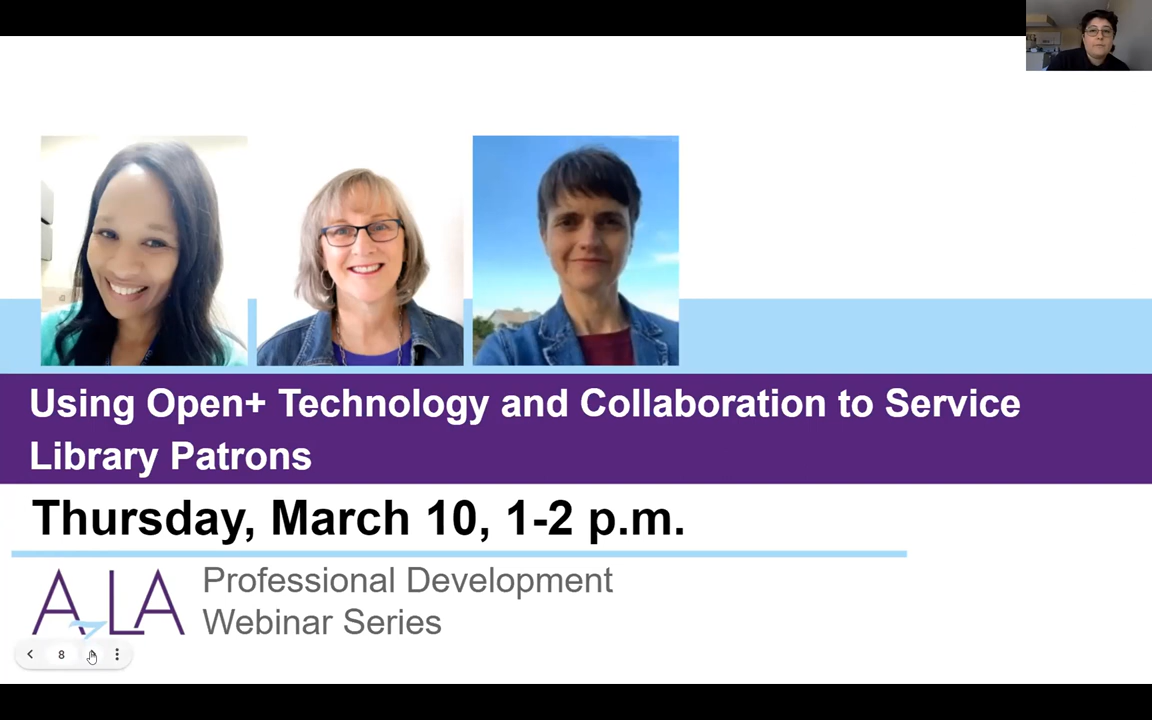 Using Open+ Technology and Collaboration to Service
Library Patrons
Thursday, March 10, 1-2 p.m.
AzLA
Professional Development
Webinar Series
8